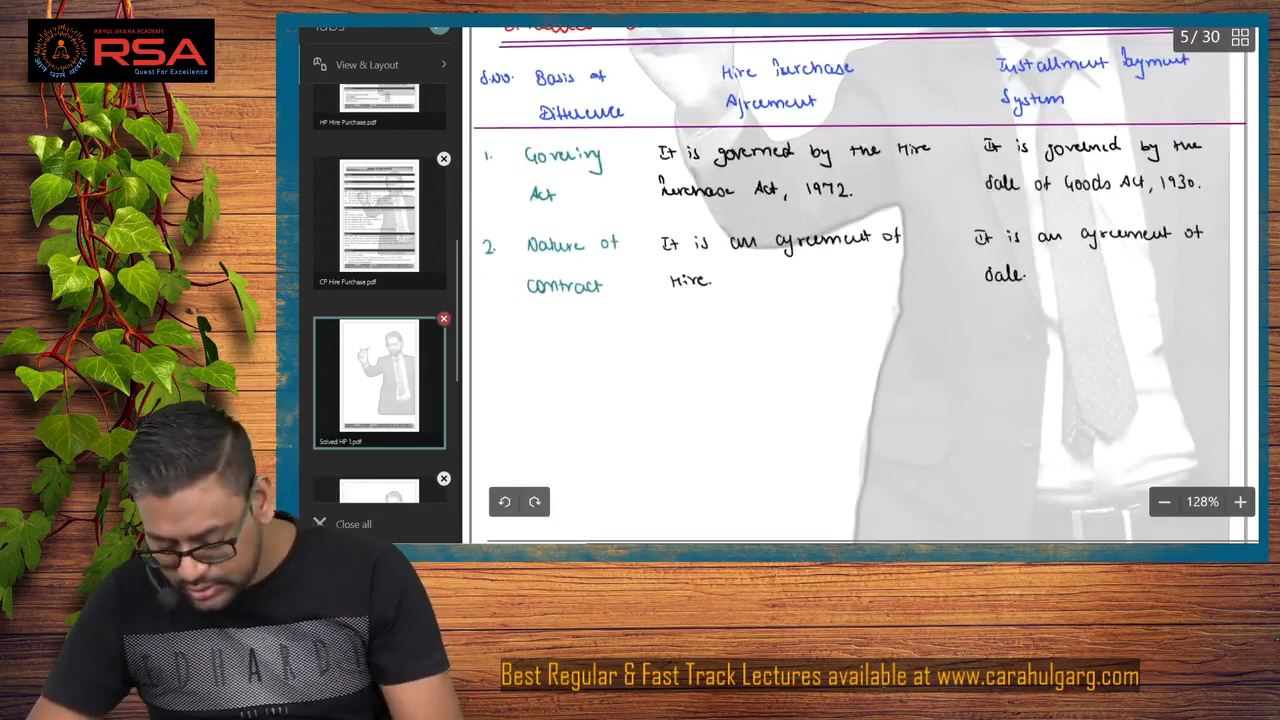 RAHUL SHIKHA ACADEMY
RSA
Quest For Excellence
Tabs
View & Layout
HP Hire Purchase.pdf
CP Hire Purchase.pdf
Solved HP 1.pdf
Close all
5 / 30
S.No. Basis of Difference
Hire Purchase Agreement
Installment Payment System
1. Governing Act
It is governed by the Hire
Purchase Act, 1972.
It is governed by the
Sale of Goods Act, 1930.
2. Nature of
contract
It is an agreement of
Hire.
It is an agreement of
Sale.
128%
Best Regular & Fast Track Lectures available at www.carahulgarg.com